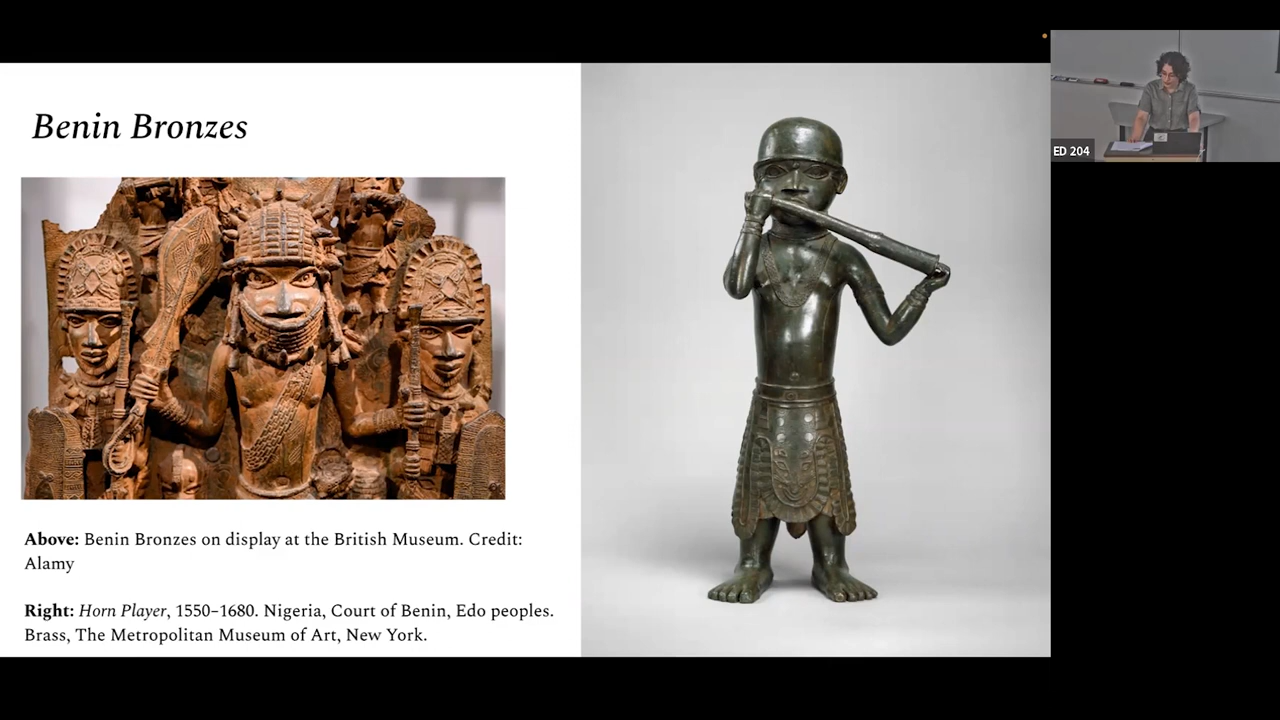 Benin Bronzes
Above: Benin Bronzes on display at the British Museum. Credit:
Alamy
Right: Horn Player, 1550–1680. Nigeria, Court of Benin, Edo peoples.
Brass, The Metropolitan Museum of Art, New York.
ED 204